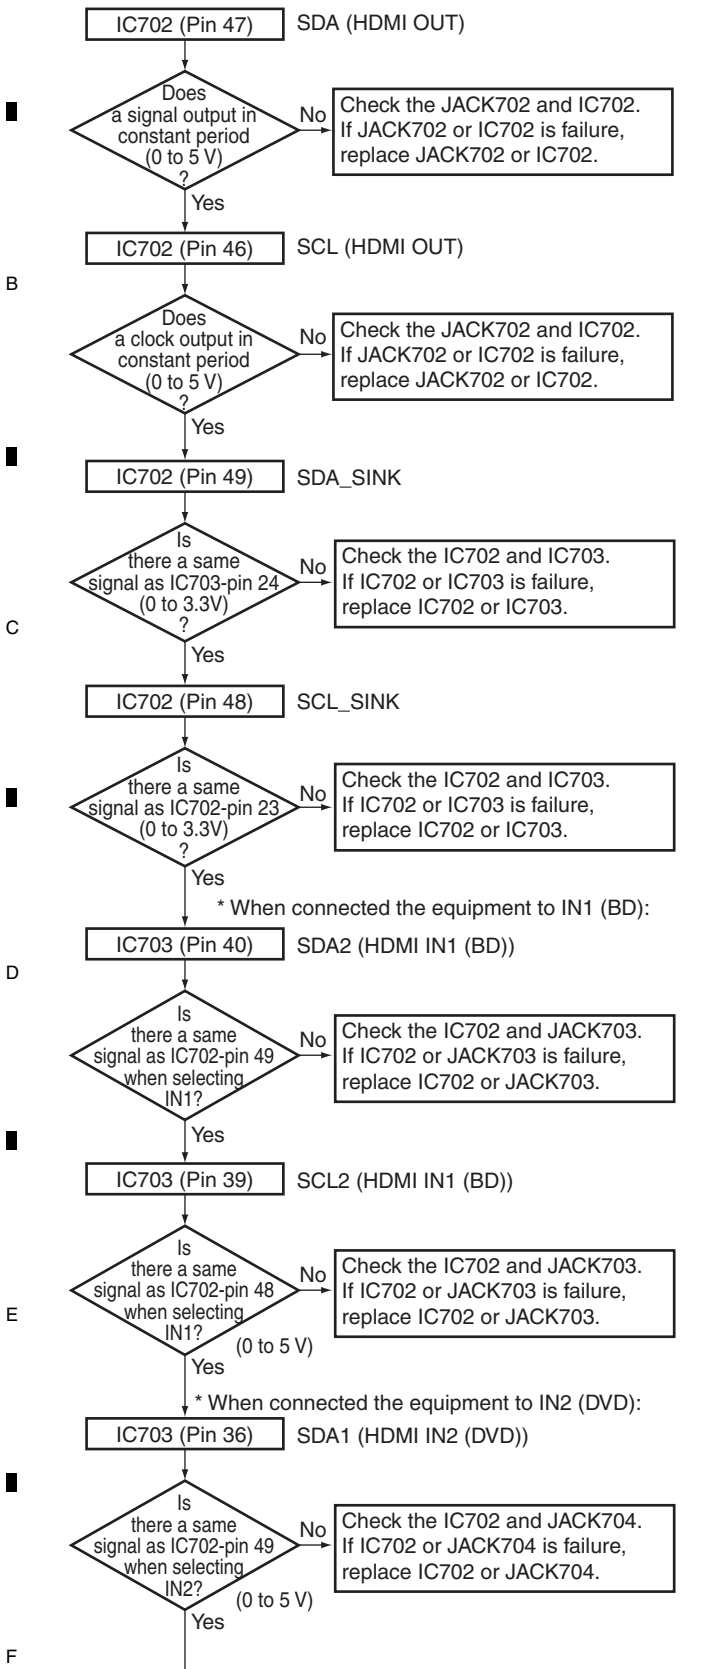 IC702 (Pin 47)
SDA (HDMI OUT)
Does
a signal output in
constant period
(0 to 5 V)
?
No
Check the JACK702 and IC702.
If JACK702 or IC702 is failure,
replace JACK702 or IC702.
Yes
IC702 (Pin 46)
SCL (HDMI OUT)
B
Does
a clock output in
constant period
(0 to 5 V)
?
No
Check the JACK702 and IC702.
If JACK702 or IC702 is failure,
replace JACK702 or IC702.
Yes
IC702 (Pin 49)
SDA_SINK
Is
there a same
signal as IC703-pin 24
(0 to 3.3V)
?
No
Check the IC702 and IC703.
If IC702 or IC703 is failure,
replace IC702 or IC703.
C
Yes
IC702 (Pin 48)
SCL_SINK
Is
there a same
signal as IC702-pin 23
(0 to 3.3V)
?
No
Check the IC702 and IC703.
If IC702 or IC703 is failure,
replace IC702 or IC703.
Yes
* When connected the equipment to IN1 (BD):
IC703 (Pin 40)
SDA2 (HDMI IN1 (BD))
D
Is
there a same
signal as IC702-pin 49
when selecting
IN1?
No
Check the IC702 and JACK703.
If IC702 or JACK703 is failure,
replace IC702 or JACK703.
Yes
IC703 (Pin 39)
SCL2 (HDMI IN1 (BD))
Is
there a same
signal as IC702-pin 48
when selecting
IN1?
(0 to 5 V)
No
Check the IC702 and JACK703.
If IC702 or JACK703 is failure,
replace IC702 or JACK703.
E
Yes
* When connected the equipment to IN2 (DVD):
IC703 (Pin 36)
SDA1 (HDMI IN2 (DVD))
Is
there a same
signal as IC702-pin 49
when selecting
IN2?
(0 to 5 V)
No
Check the IC702 and JACK704.
If IC702 or JACK704 is failure,
replace IC702 or JACK704.
Yes
F